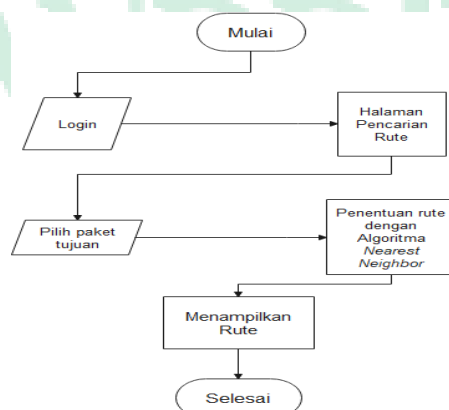 Mulai
Login
Halaman
Pencarian
Rute
Pilih paket
tujuan
Penentuan rute
dengan
Algoritma
Nearest
Neighbor
Menampilkan
Rute
Selesai